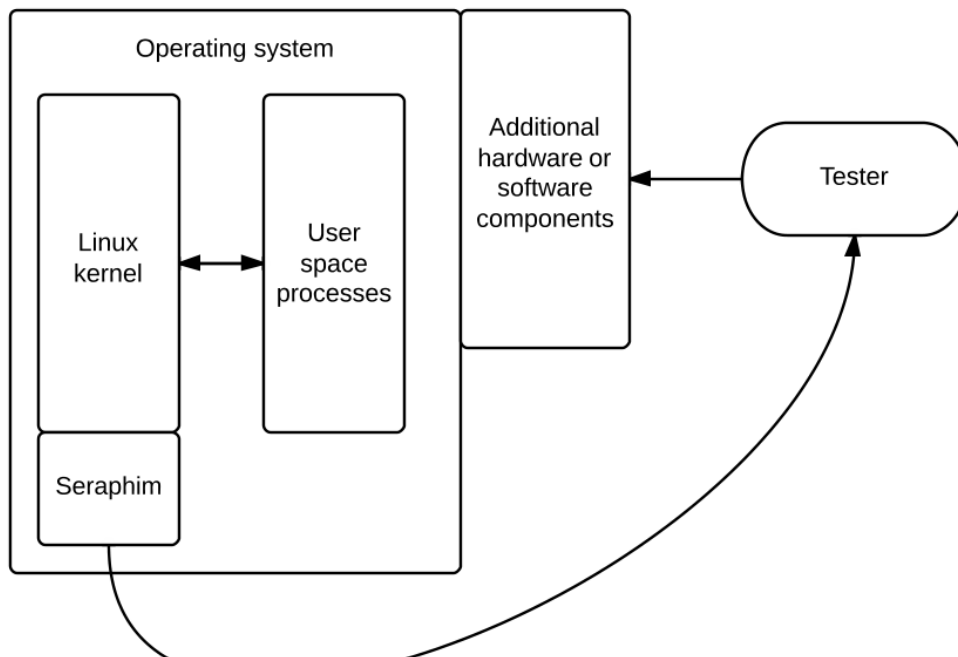 Operating system
Linux
kernel
User
space
processes
Additional
hardware or
software
components
Tester
Seraphim